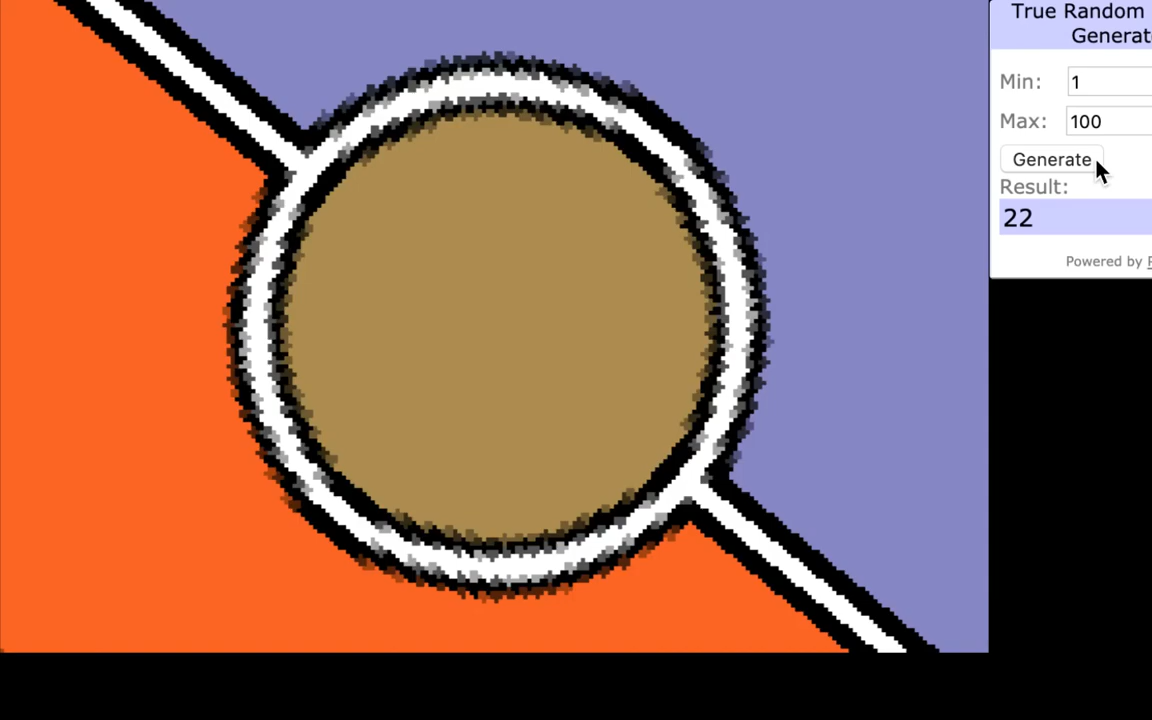 True Random
Generat
Min: 1
Max: 100
Generate
Result:
22
Powered by